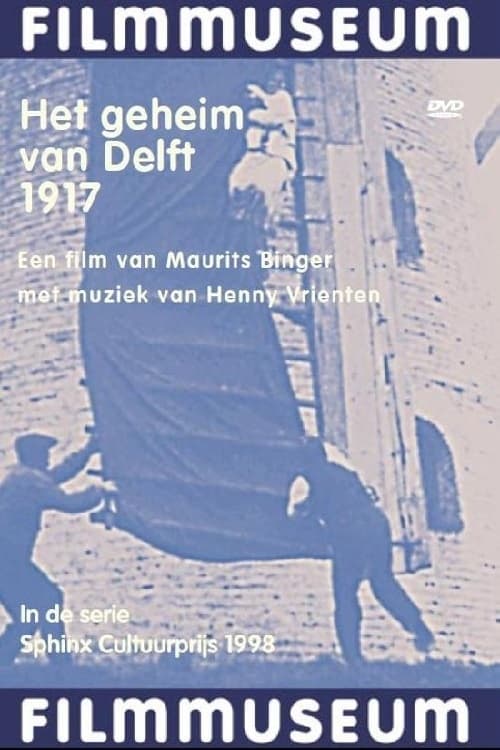 FILMMUSEUM
Het geheim
van Delft
1917
DVD
Een film van Maurits Binger
met muziek van Henny Vrienten
In de serie
Sphinx Cultuurprijs 1998
FILMMUSEUM